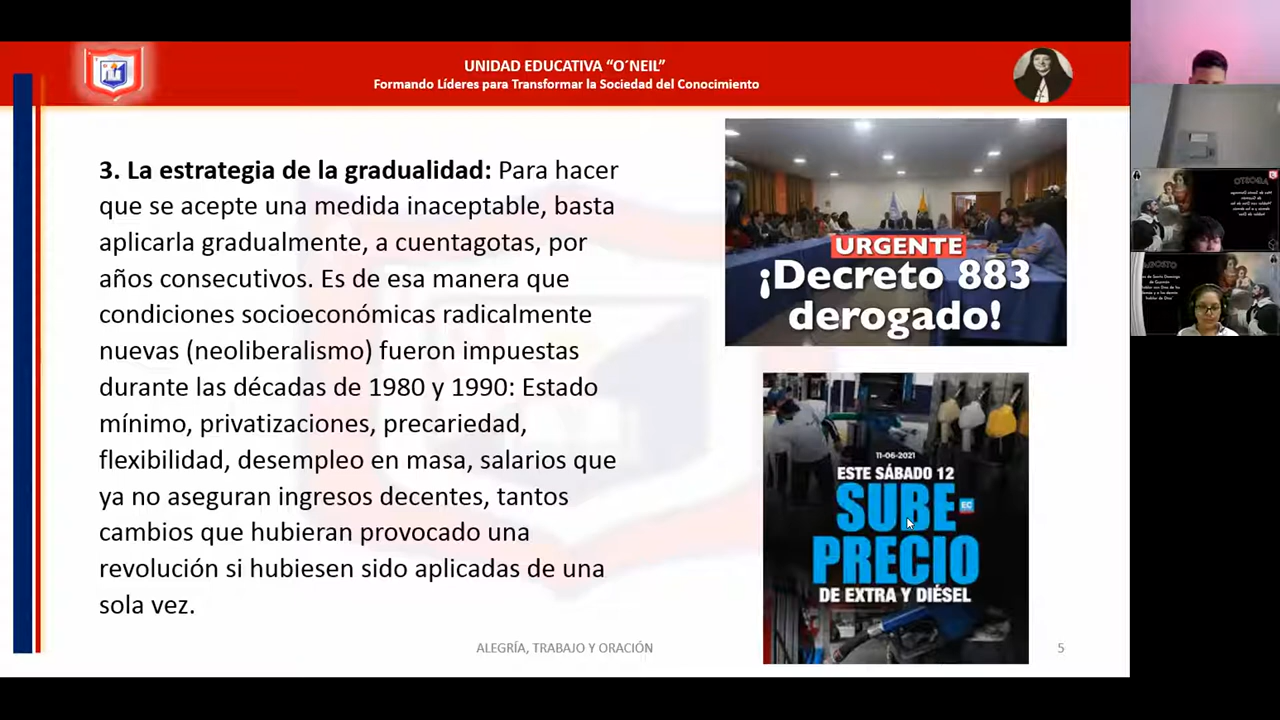 UNIDAD EDUCATIVA “O´NEIL”
Formando Líderes para Transformar la Sociedad del Conocimiento
3. La estrategia de la gradualidad: Para hacer
que se acepte una medida inaceptable, basta
aplicarla gradualmente, a cuentagotas, por
años consecutivos. Es de esa manera que
condiciones socioeconómicas radicalmente
nuevas (neoliberalismo) fueron impuestas
durante las décadas de 1980 y 1990: Estado
mínimo, privatizaciones, precariedad,
flexibilidad, desempleo en masa, salarios que
ya no aseguran ingresos decentes, tantos
cambios que hubieran provocado una
revolución si hubiesen sido aplicadas de una
sola vez.
URGENTE
¡Decreto 883
derogado!
11-06-2021
ESTE SÁBADO 12
SUBE
EC
PRECIO
DE EXTRA Y DIÉSEL
ALEGRÍA, TRABAJO Y ORACIÓN
5